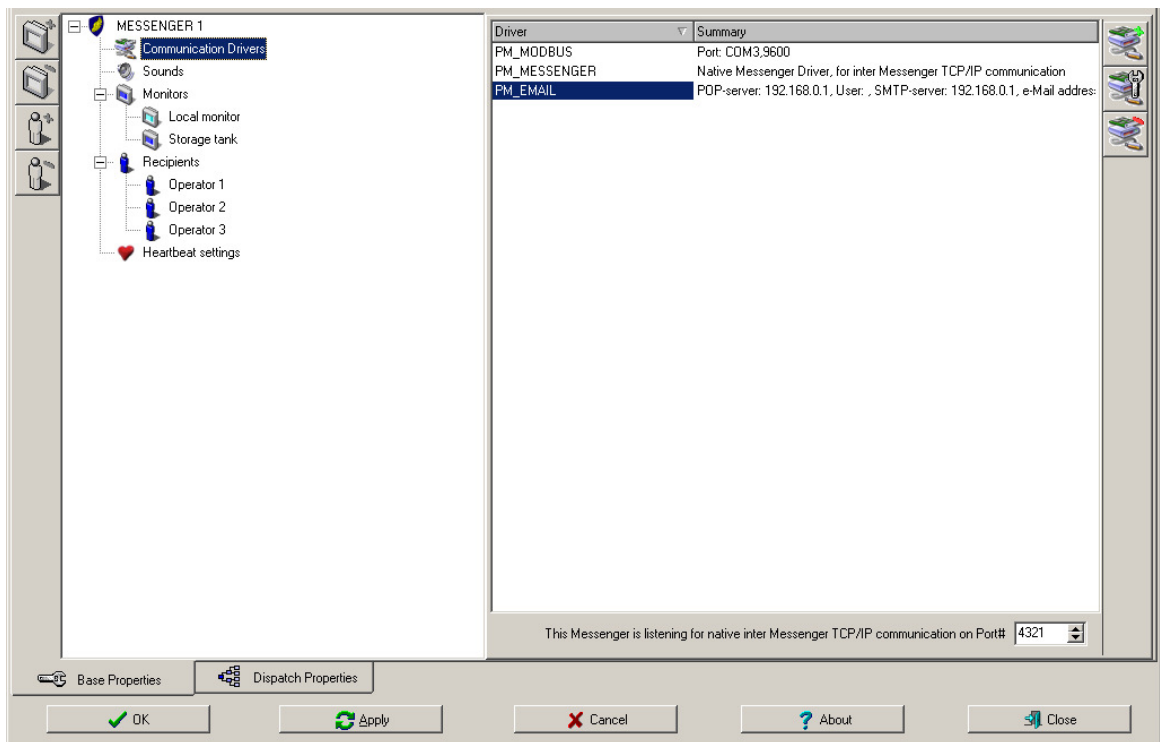 MESSENGER 1
Communication Drivers
Sounds
Monitors
Local monitor
Storage tank
Recipients
Operator 1
Operator 2
Operator 3
Heartbeat settings
Driver Summary
PM_MODBUS Port: COM3,9600
PM_MESSENGER Native Messenger Driver, for inter Messenger TCP/IP communication
PM_EMAIL POP-server: 192.168.0.1, User: , SMTP-server: 192.168.0.1, e-Mail addres:
This Messenger is listening for native inter Messenger TCP/IP communication on Port# 4321
Base Properties Dispatch Properties
OK Apply Cancel About Close